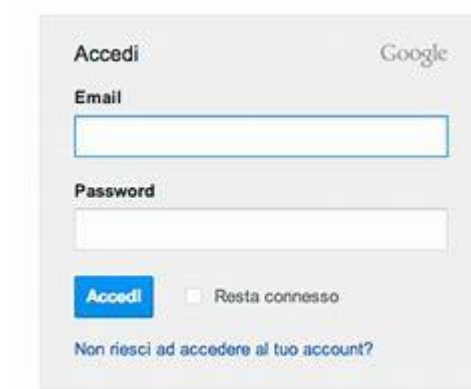 Accedi Google
Email
Password
Accedi Resta connesso
Non riesci ad accedere al tuo account?